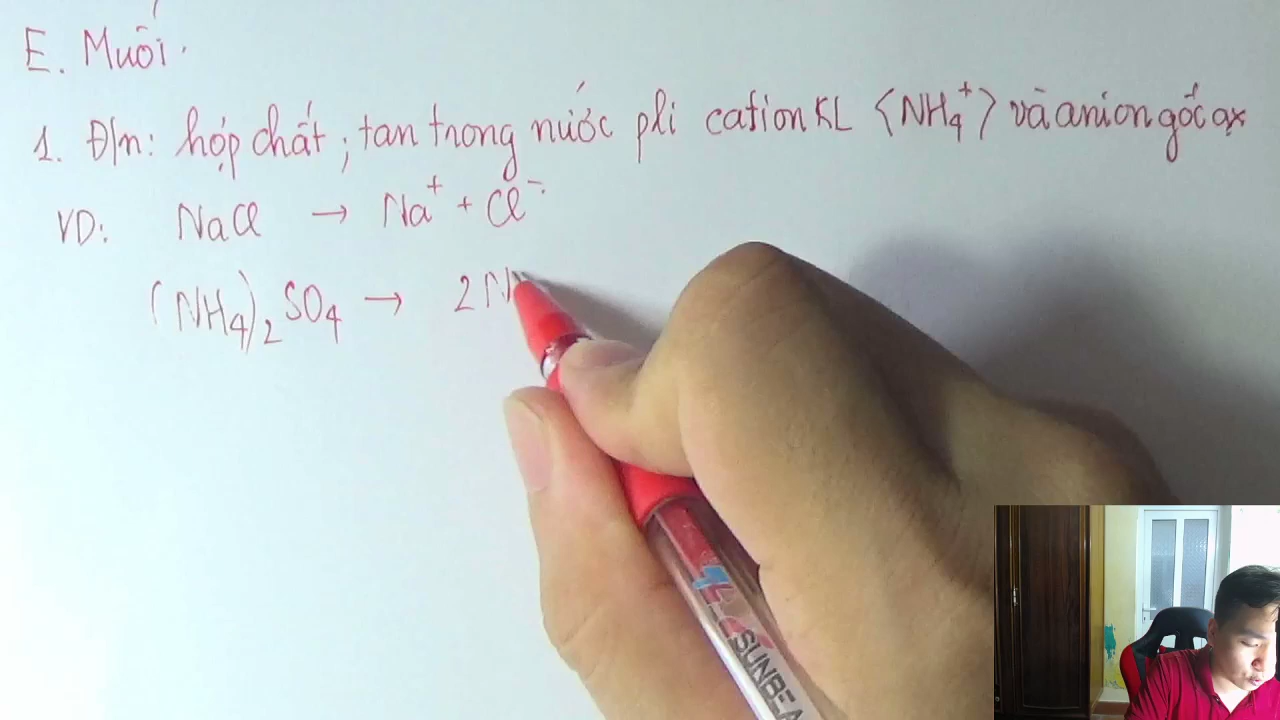 E. Muối.
1. Đ/n: hợp chất; tan trong nước pli cation KL (NH₄⁺) và anion gốc ax
VD: NaCl → Na⁺ + Cl⁻.
(NH₄)₂SO₄ → 2N
SUNBEA